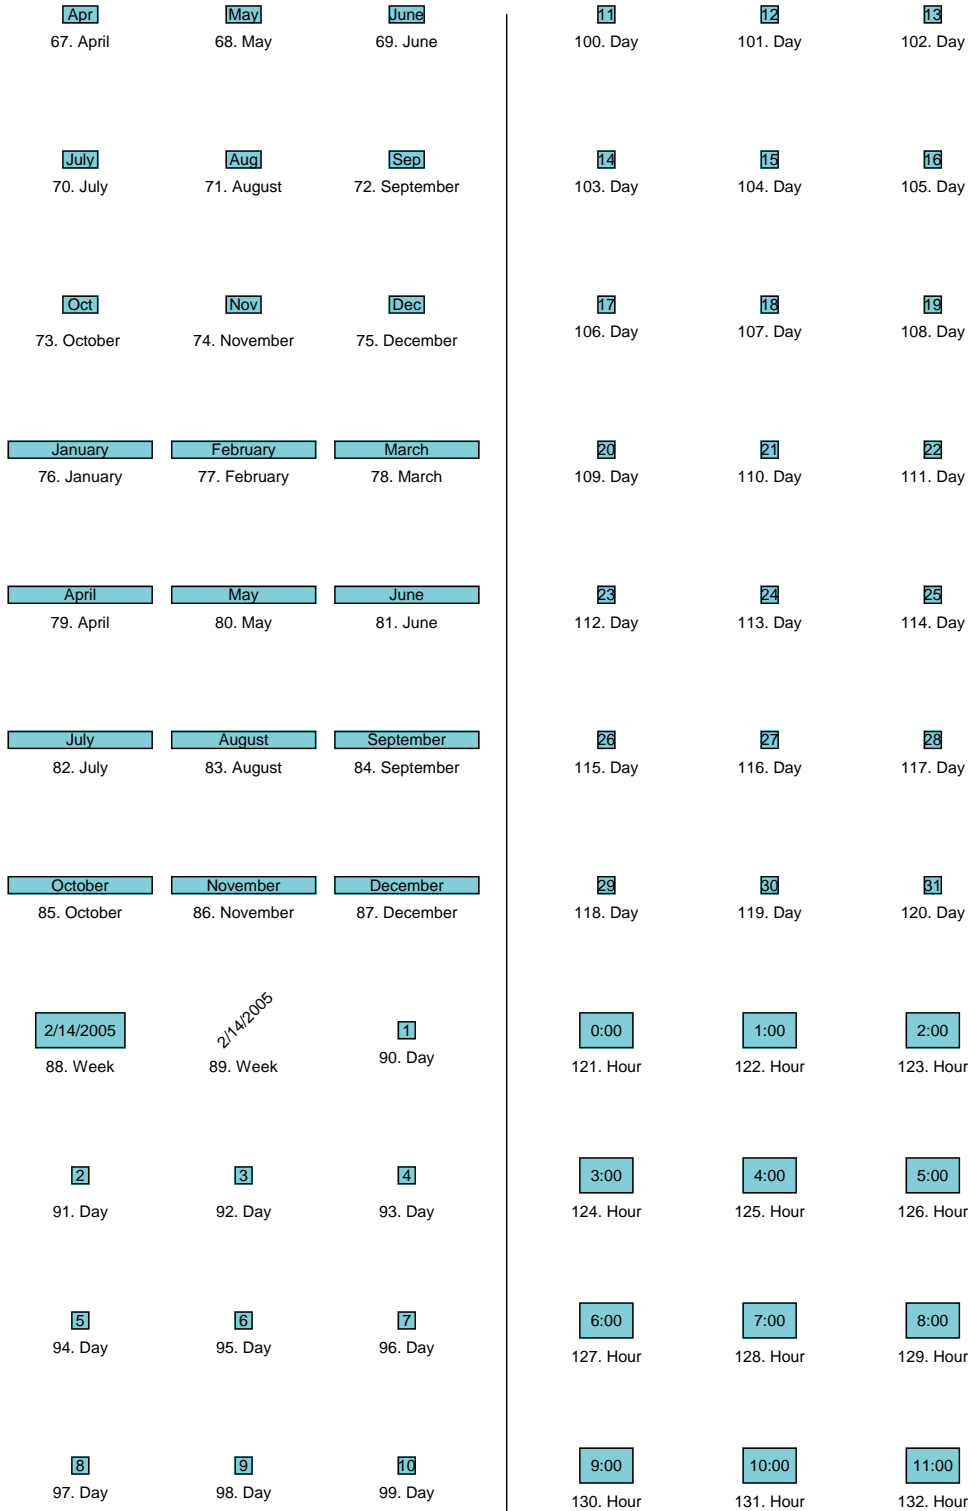 Apr May June
67. April 68. May 69. June
July Aug Sep
70. July 71. August 72. September
Oct Nov Dec
73. October 74. November 75. December
January February March
76. January 77. February 78. March
April May June
79. April 80. May 81. June
July August September
82. July 83. August 84. September
October November December
85. October 86. November 87. December
2/14/2005 2/14/2005 1
88. Week 89. Week 90. Day
2 3 4
91. Day 92. Day 93. Day
5 6 7
94. Day 95. Day 96. Day
8 9 10
97. Day 98. Day 99. Day
11 12 13
100. Day 101. Day 102. Day
14 15 16
103. Day 104. Day 105. Day
17 18 19
106. Day 107. Day 108. Day
20 21 22
109. Day 110. Day 111. Day
23 24 25
112. Day 113. Day 114. Day
26 27 28
115. Day 116. Day 117. Day
29 30 31
118. Day 119. Day 120. Day
0:00 1:00 2:00
121. Hour 122. Hour 123. Hour
3:00 4:00 5:00
124. Hour 125. Hour 126. Hour
6:00 7:00 8:00
127. Hour 128. Hour 129. Hour
9:00 10:00 11:00
130. Hour 131. Hour 132. Hour